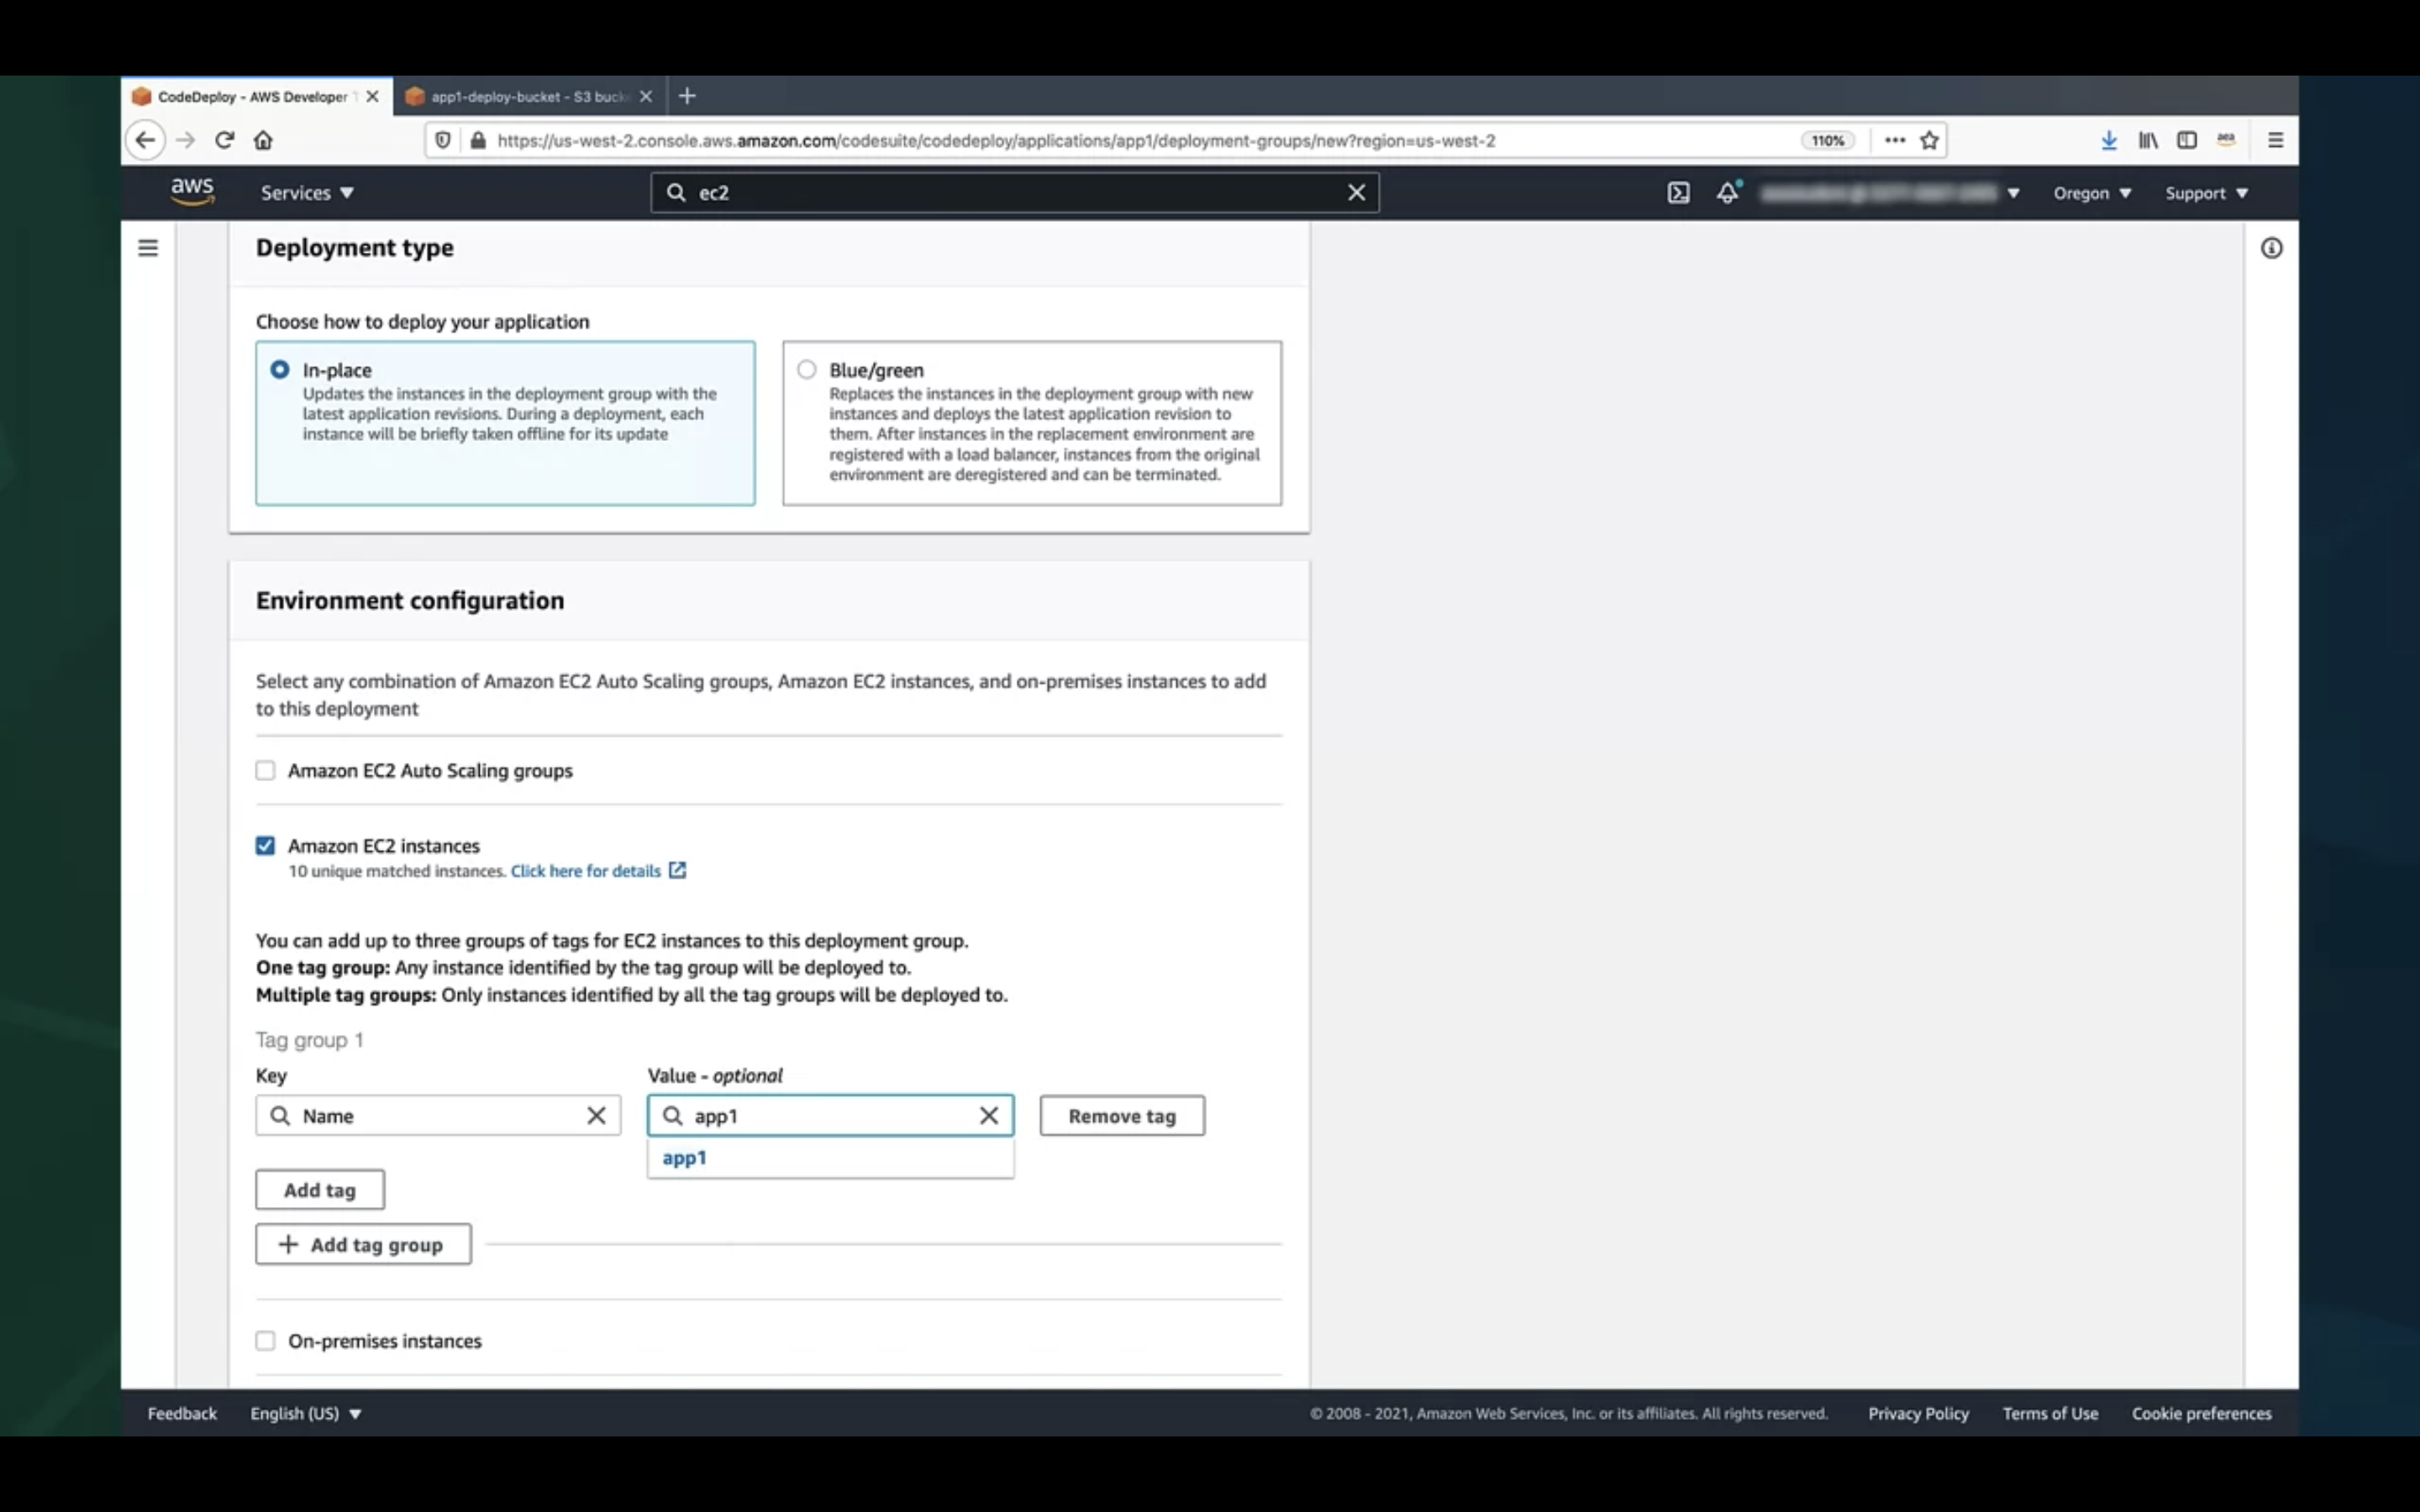 CodeDeploy - AWS Developer T
app1-deploy-bucket - S3 buck
https://us-west-2.console.aws.amazon.com/codesuite/codedeploy/applications/app1/deployment-groups/new?region=us-west-2
110%
aws
Services
ec2
Oregon
Support
Deployment type
Choose how to deploy your application
In-place
Updates the instances in the deployment group with the
latest application revisions. During a deployment, each
instance will be briefly taken offline for its update
Blue/green
Replaces the instances in the deployment group with new
instances and deploys the latest application revision to
them. After instances in the replacement environment are
registered with a load balancer, instances from the original
environment are deregistered and can be terminated.
Environment configuration
Select any combination of Amazon EC2 Auto Scaling groups, Amazon EC2 instances, and on-premises instances to add
to this deployment
Amazon EC2 Auto Scaling groups
Amazon EC2 instances
10 unique matched instances. Click here for details
You can add up to three groups of tags for EC2 instances to this deployment group.
One tag group: Any instance identified by the tag group will be deployed to.
Multiple tag groups: Only instances identified by all the tag groups will be deployed to.
Tag group 1
Key
Value - optional
Name
app1
Remove tag
app1
Add tag
+ Add tag group
On-premises instances
Feedback
English (US)
© 2008 - 2021, Amazon Web Services, Inc. or its affiliates. All rights reserved.
Privacy Policy
Terms of Use
Cookie preferences